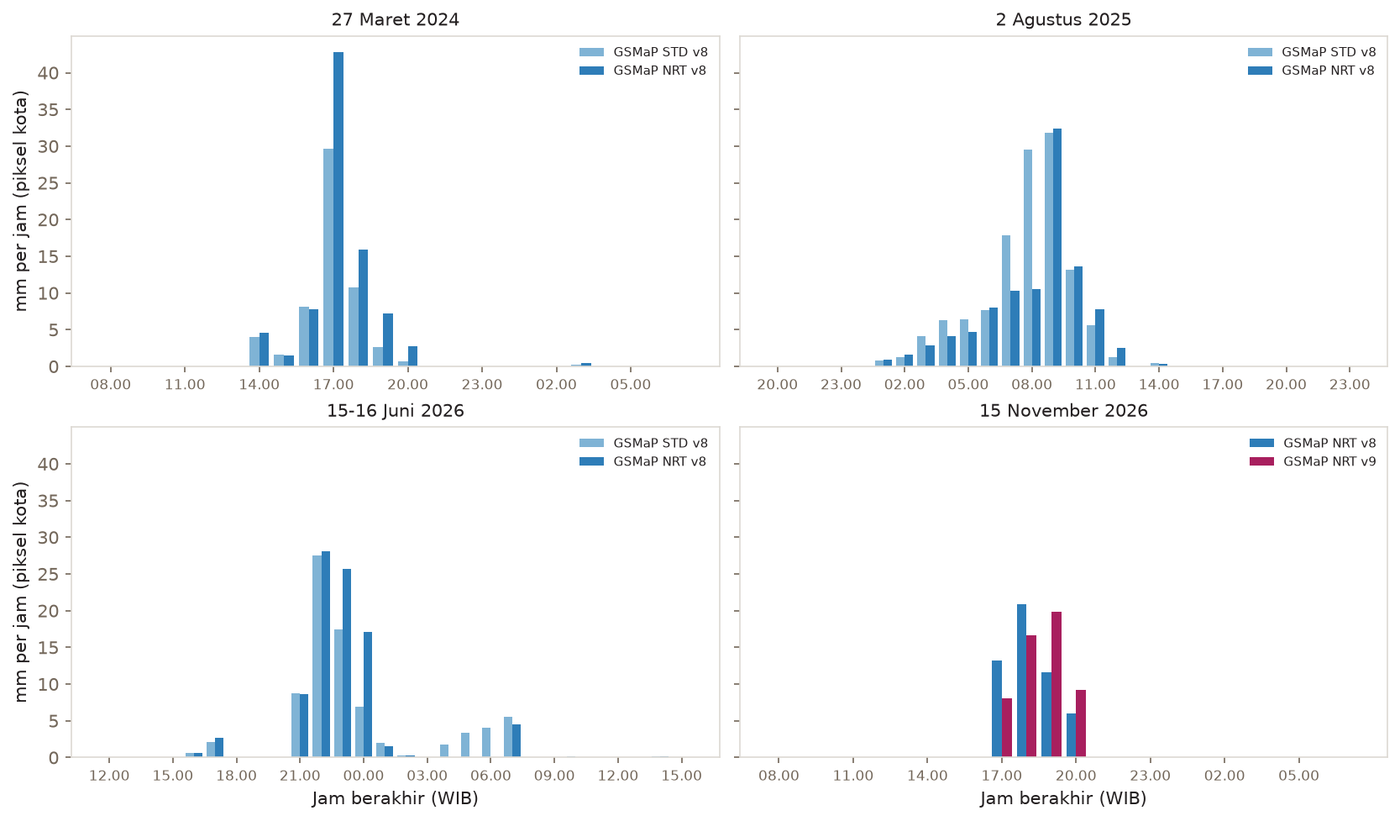 27 Maret 2024
GSMaP STD v8
GSMaP NRT v8
mm per jam (piksel kota)
40
35
30
25
20
15
10
5
0
08.00 11.00 14.00 17.00 20.00 23.00 02.00 05.00
2 Agustus 2025
GSMaP STD v8
GSMaP NRT v8
20.00 23.00 02.00 05.00 08.00 11.00 14.00 17.00 20.00 23.00
15-16 Juni 2026
GSMaP STD v8
GSMaP NRT v8
mm per jam (piksel kota)
40
35
30
25
20
15
10
5
0
12.00 15.00 18.00 21.00 00.00 03.00 06.00 09.00 12.00 15.00
Jam berakhir (WIB)
15 November 2026
GSMaP NRT v8
GSMaP NRT v9
08.00 11.00 14.00 17.00 20.00 23.00 02.00 05.00
Jam berakhir (WIB)